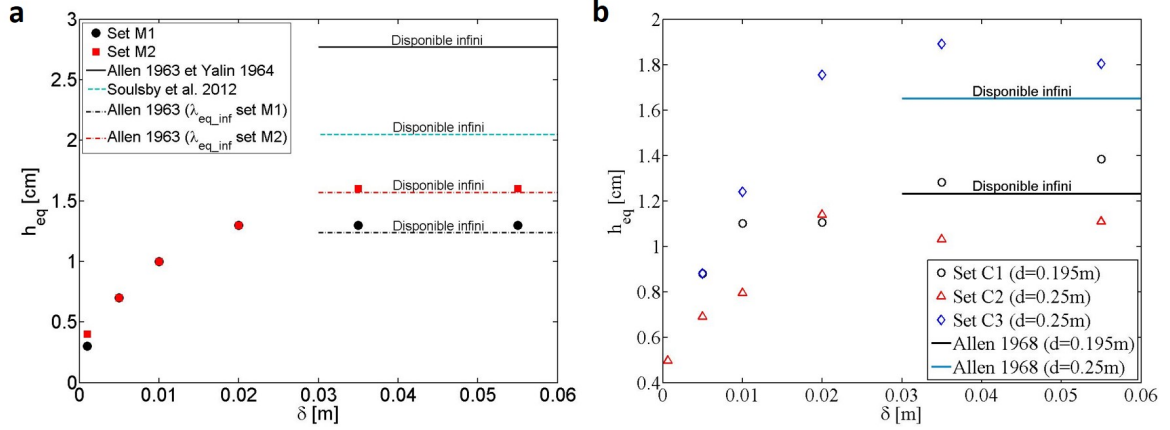 a
3
2.5
2
1.5
1
0.5
0
h_eq [cm]
Set M1
Set M2
Allen 1963 et Yalin 1964
Soulsby et al. 2012
Allen 1963 (λ_eq_inf set M1)
Allen 1963 (λ_eq_inf set M2)
Disponible infini
Disponible infini
Disponible infini
Disponible infini
0 0.01 0.02 0.03 0.04 0.05 0.06
δ [m]
b
2
1.8
1.6
1.4
1.2
1
0.8
0.6
0.4
h_eq [cm]
Disponible infini
Disponible infini
Set C1 (d=0.195m)
Set C2 (d=0.25m)
Set C3 (d=0.25m)
Allen 1968 (d=0.195m)
Allen 1968 (d=0.25m)
0 0.01 0.02 0.03 0.04 0.05 0.06
δ [m]